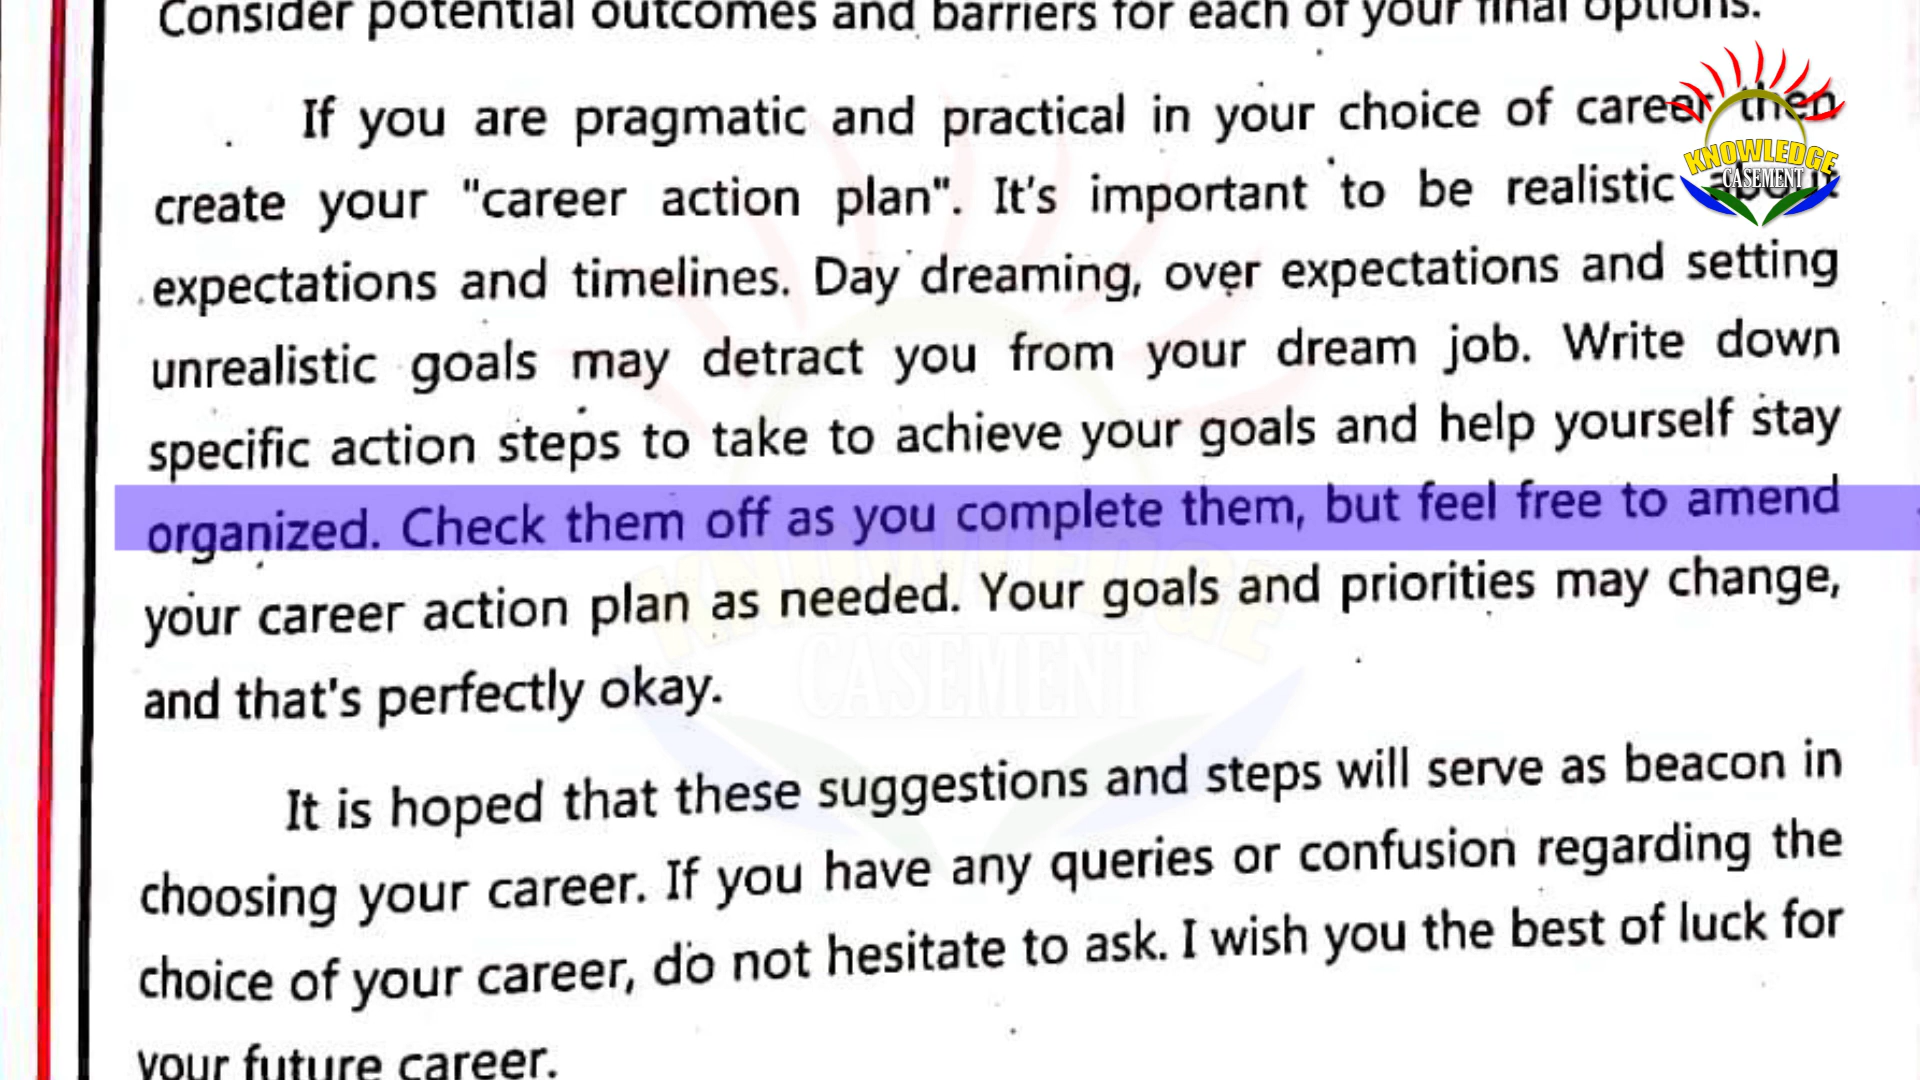 Consider potential outcomes and barriers for each of your final options.
If you are pragmatic and practical in your choice of career then
create your "career action plan". It's important to be realistic about
expectations and timelines. Day dreaming, over expectations and setting
unrealistic goals may detract you from your dream job. Write down
specific action steps to take to achieve your goals and help yourself stay
organized. Check them off as you complete them, but feel free to amend
your career action plan as needed. Your goals and priorities may change,
and that's perfectly okay.
It is hoped that these suggestions and steps will serve as beacon in
choosing your career. If you have any queries or confusion regarding the
choice of your career, do not hesitate to ask. I wish you the best of luck for
your future career.
KNOWLEDGE
CASEMENT
KNOWLEDGE
CASEMENT